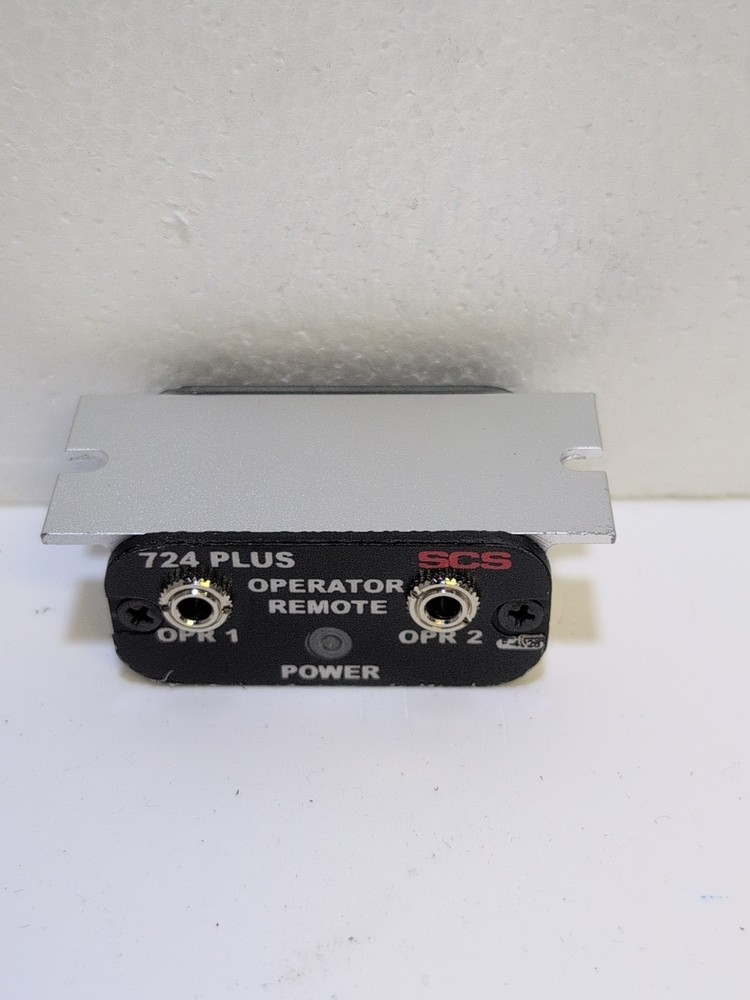 724 PLUS SCS
OPERATOR
REMOTE
OPR 1 OPR 2
POWER